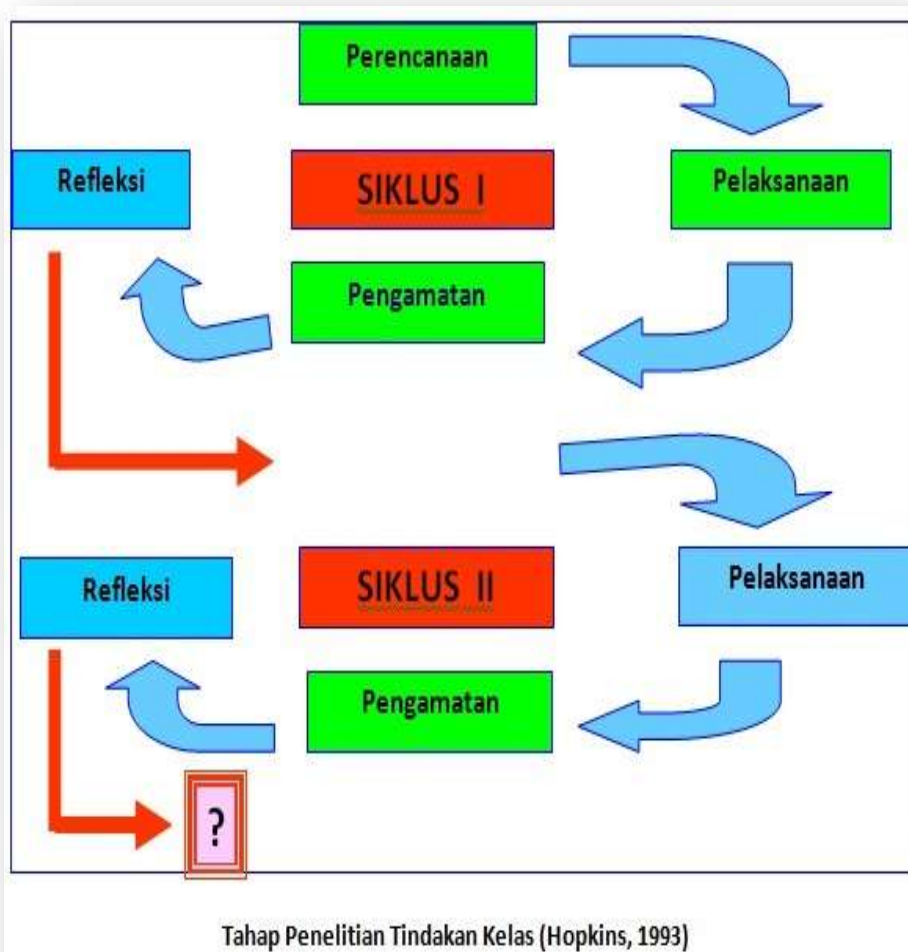 Perencanaan
Refleksi
SIKLUS I
Pelaksanaan
Pengamatan
Refleksi
SIKLUS II
Pelaksanaan
Pengamatan
?
Tahap Penelitian Tindakan Kelas (Hopkins, 1993)